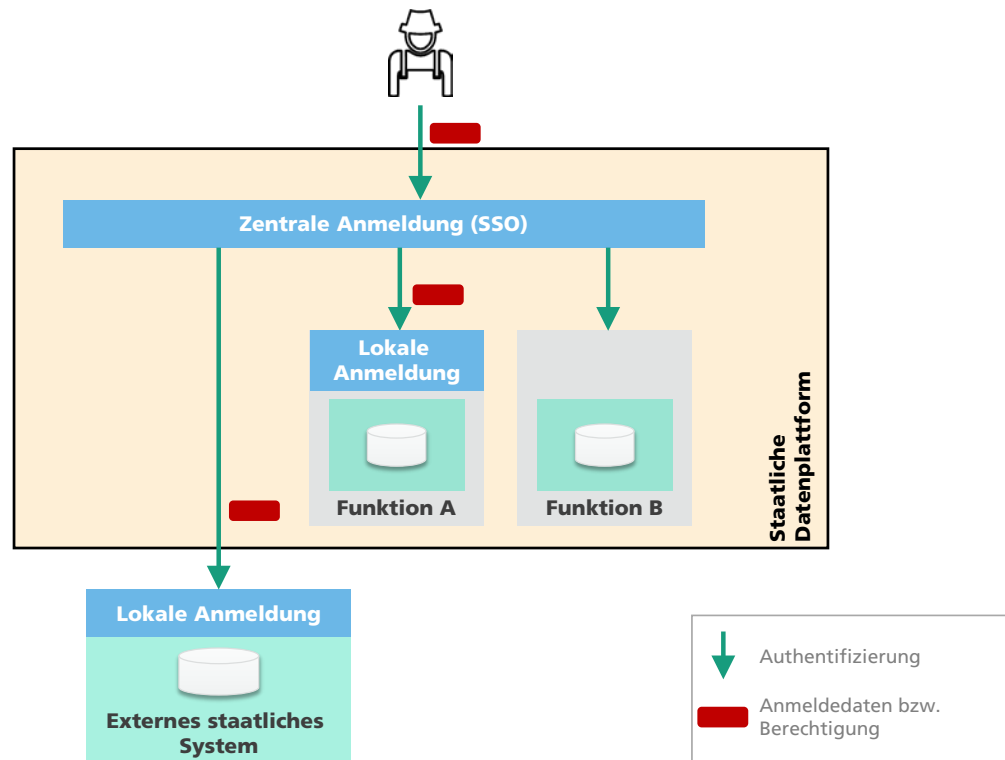 Zentrale Anmeldung (SSO)
Lokale
Anmeldung
Funktion A
Funktion B
Staatliche
Datenplattform
Lokale Anmeldung
Externes staatliches
System
Authentifizierung
Anmeldedaten bzw.
Berechtigung